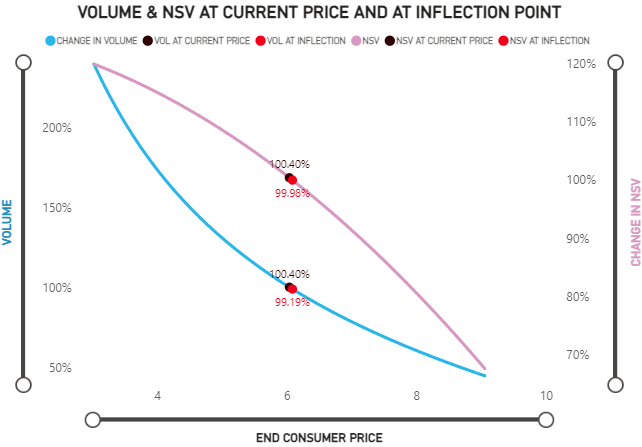 VOLUME & NSV AT CURRENT PRICE AND AT INFLECTION POINT
CHANGE IN VOLUME VOL AT CURRENT PRICE VOL AT INFLECTION NSV NSV AT CURRENT PRICE NSV AT INFLECTION
120%
110%
200%
100.40%
100%
99.98%
150%
VOLUME
CHANGE IN NSV
90%
100.40%
100%
80%
99.19%
50%
70%
4 6 8 10
END CONSUMER PRICE